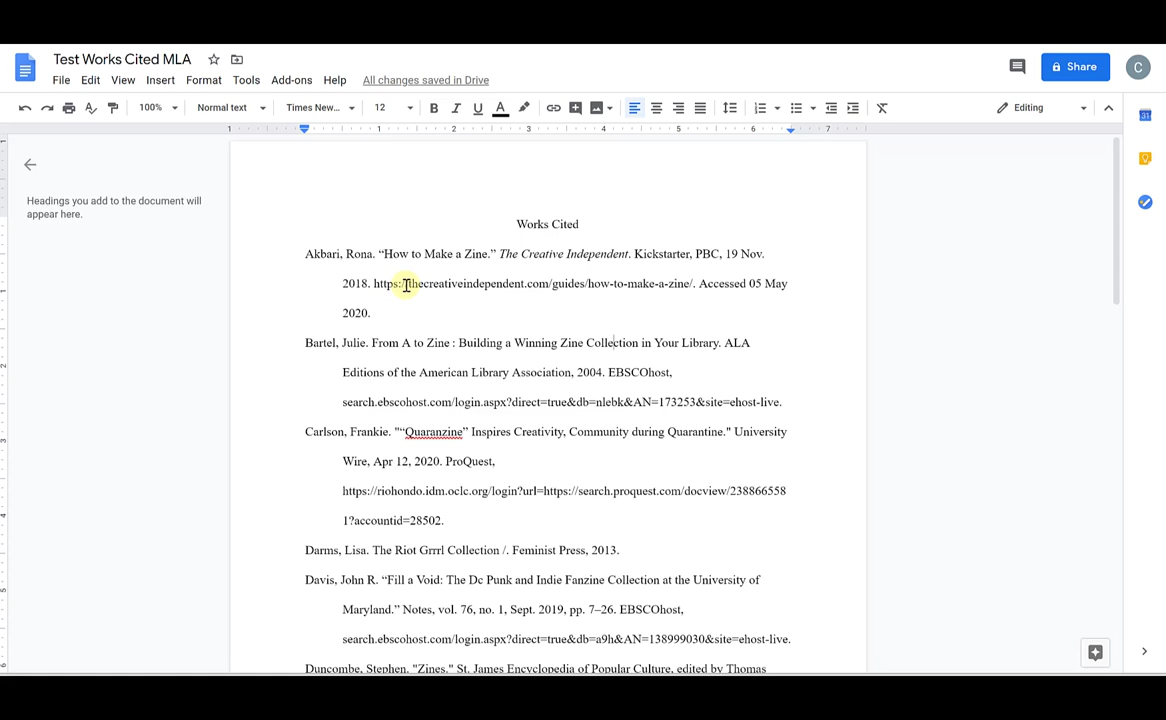 Test Works Cited MLA
File Edit View Insert Format Tools Add-ons Help All changes saved in Drive
Share
C
100% Normal text Times New... 12 B I U A Editing
1 1 2 3 4 5 6 7
31
Headings you add to the document will
appear here.
Works Cited
Akbari, Rona. “How to Make a Zine.” The Creative Independent. Kickstarter, PBC, 19 Nov.
2018. https://thecreativeindependent.com/guides/how-to-make-a-zine/. Accessed 05 May
2020.
Bartel, Julie. From A to Zine : Building a Winning Zine Collection in Your Library. ALA
Editions of the American Library Association, 2004. EBSCOhost,
search.ebscohost.com/login.aspx?direct=true&db=nlebk&AN=173253&site=ehost-live.
Carlson, Frankie. "“Quaranzine” Inspires Creativity, Community during Quarantine." University
Wire, Apr 12, 2020. ProQuest,
https://riohondo.idm.oclc.org/login?url=https://search.proquest.com/docview/238866558
1?accountid=28502.
Darms, Lisa. The Riot Grrrl Collection /. Feminist Press, 2013.
Davis, John R. “Fill a Void: The Dc Punk and Indie Fanzine Collection at the University of
Maryland.” Notes, vol. 76, no. 1, Sept. 2019, pp. 7–26. EBSCOhost,
search.ebscohost.com/login.aspx?direct=true&db=a9h&AN=138999030&site=ehost-live.
Duncombe, Stephen. "Zines." St. James Encyclopedia of Popular Culture, edited by Thomas